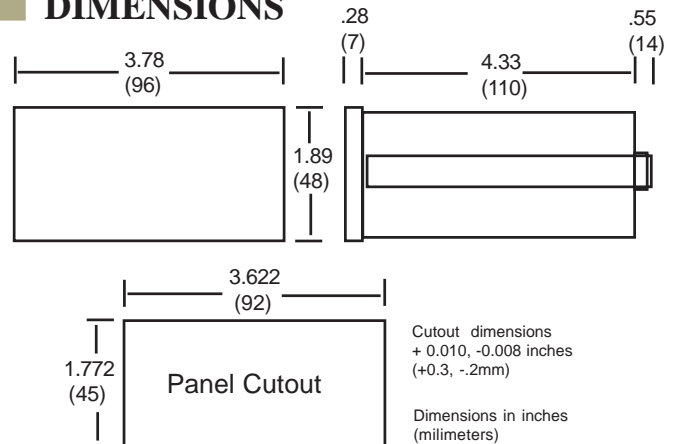 DIMENSIONS
.28
(7)
.55
(14)
3.78
(96)
4.33
(110)
1.89
(48)
3.622
(92)
1.772
(45)
Panel Cutout
Cutout dimensions
+ 0.010, -0.008 inches
(+0.3, -.2mm)
Dimensions in inches
(milimeters)